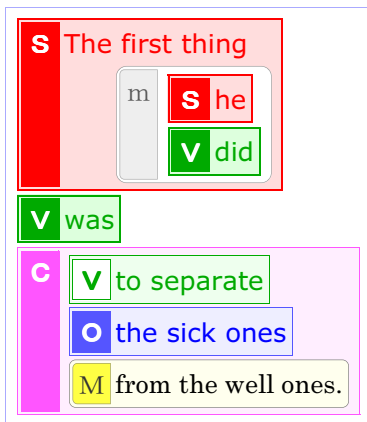 S The first thing
m S he
V did
V was
C V to separate
O the sick ones
M from the well ones.